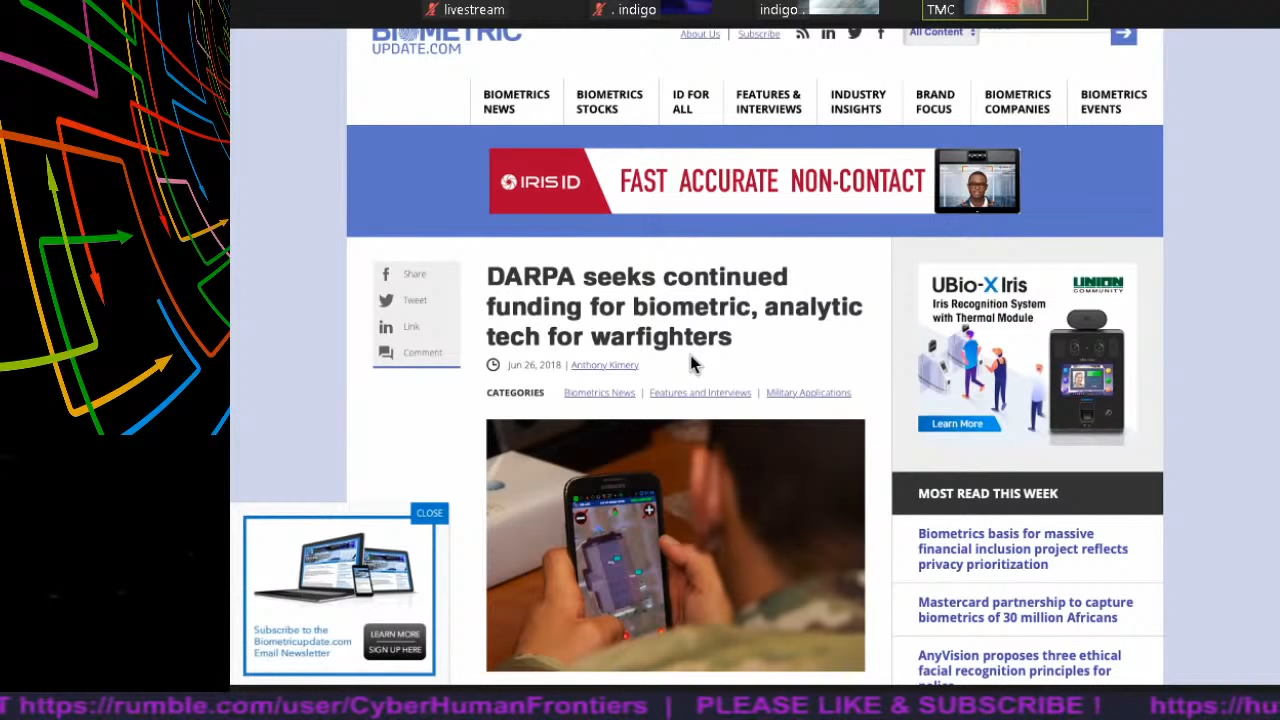 livestream
. indigo
indigo .
TMC
BIOMETRIC
UPDATE.COM
About Us | Subscribe
All Content
BIOMETRICS NEWS
BIOMETRICS STOCKS
ID FOR ALL
FEATURES & INTERVIEWS
INDUSTRY INSIGHTS
BRAND FOCUS
BIOMETRICS COMPANIES
BIOMETRICS EVENTS
IRIS ID
FAST ACCURATE NON-CONTACT
Share
Tweet
Link
Comment
DARPA seeks continued
funding for biometric, analytic
tech for warfighters
Jun 26, 2018 | Anthony Kimery
CATEGORIES Biometrics News | Features and Interviews | Military Applications
SAMSUNG
UBio-X Iris
UNION
COMMUNITY
Iris Recognition System
with Thermal Module
Learn More
MOST READ THIS WEEK
Biometrics basis for massive
financial inclusion project reflects
privacy prioritization
Mastercard partnership to capture
biometrics of 30 million Africans
AnyVision proposes three ethical
facial recognition principles for
CLOSE
Subscribe to the
Biometricupdate.com
Email Newsletter
LEARN MORE
SIGN UP HERE
T https://rumble.com/user/CyberHumanFrontiers | PLEASE LIKE & SUBSCRIBE ! https://hu